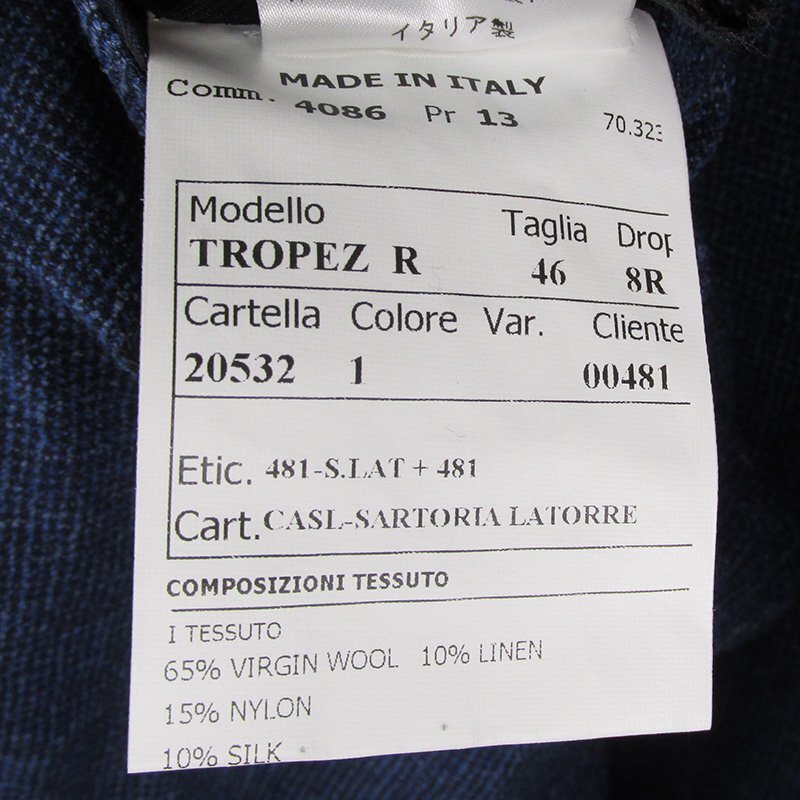 イタリア製
MADE IN ITALY
Comm. 4086 Pr 13 70.323
Modello Taglia Drop
TROPEZ R 46 8R
Cartella Colore Var. Cliente
20532 1 00481
Etic. 481-S.LAT + 481
Cart. CASL-SARTORIA LATORRE
COMPOSIZIONI TESSUTO
I TESSUTO
65% VIRGIN WOOL 10% LINEN
15% NYLON
10% SILK